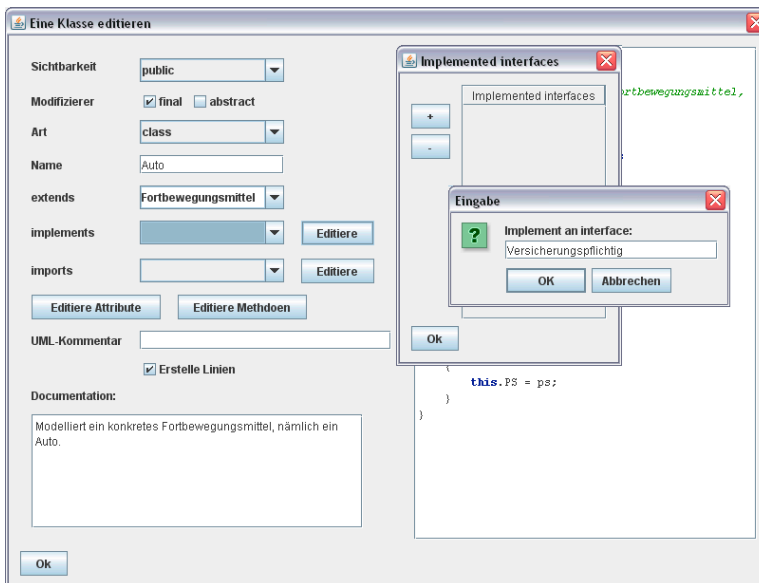 Eine Klasse editieren
Sichtbarkeit
public
Modifizierer
final
abstract
Art
class
Name
Auto
extends
Fortbewegungsmittel
implements
Editiere
imports
Editiere
Editiere Attribute
Editiere Methdoen
UML-Kommentar
Erstelle Linien
Documentation:
Modelliert ein konkretes Fortbewegungsmittel, nämlich ein
Auto.
Ok
Implemented interfaces
Implemented interfaces
+
-
Ok
Eingabe
?
Implement an interface:
Versicherungspflichtig
OK
Abbrechen
{
this.PS = ps;
}
}